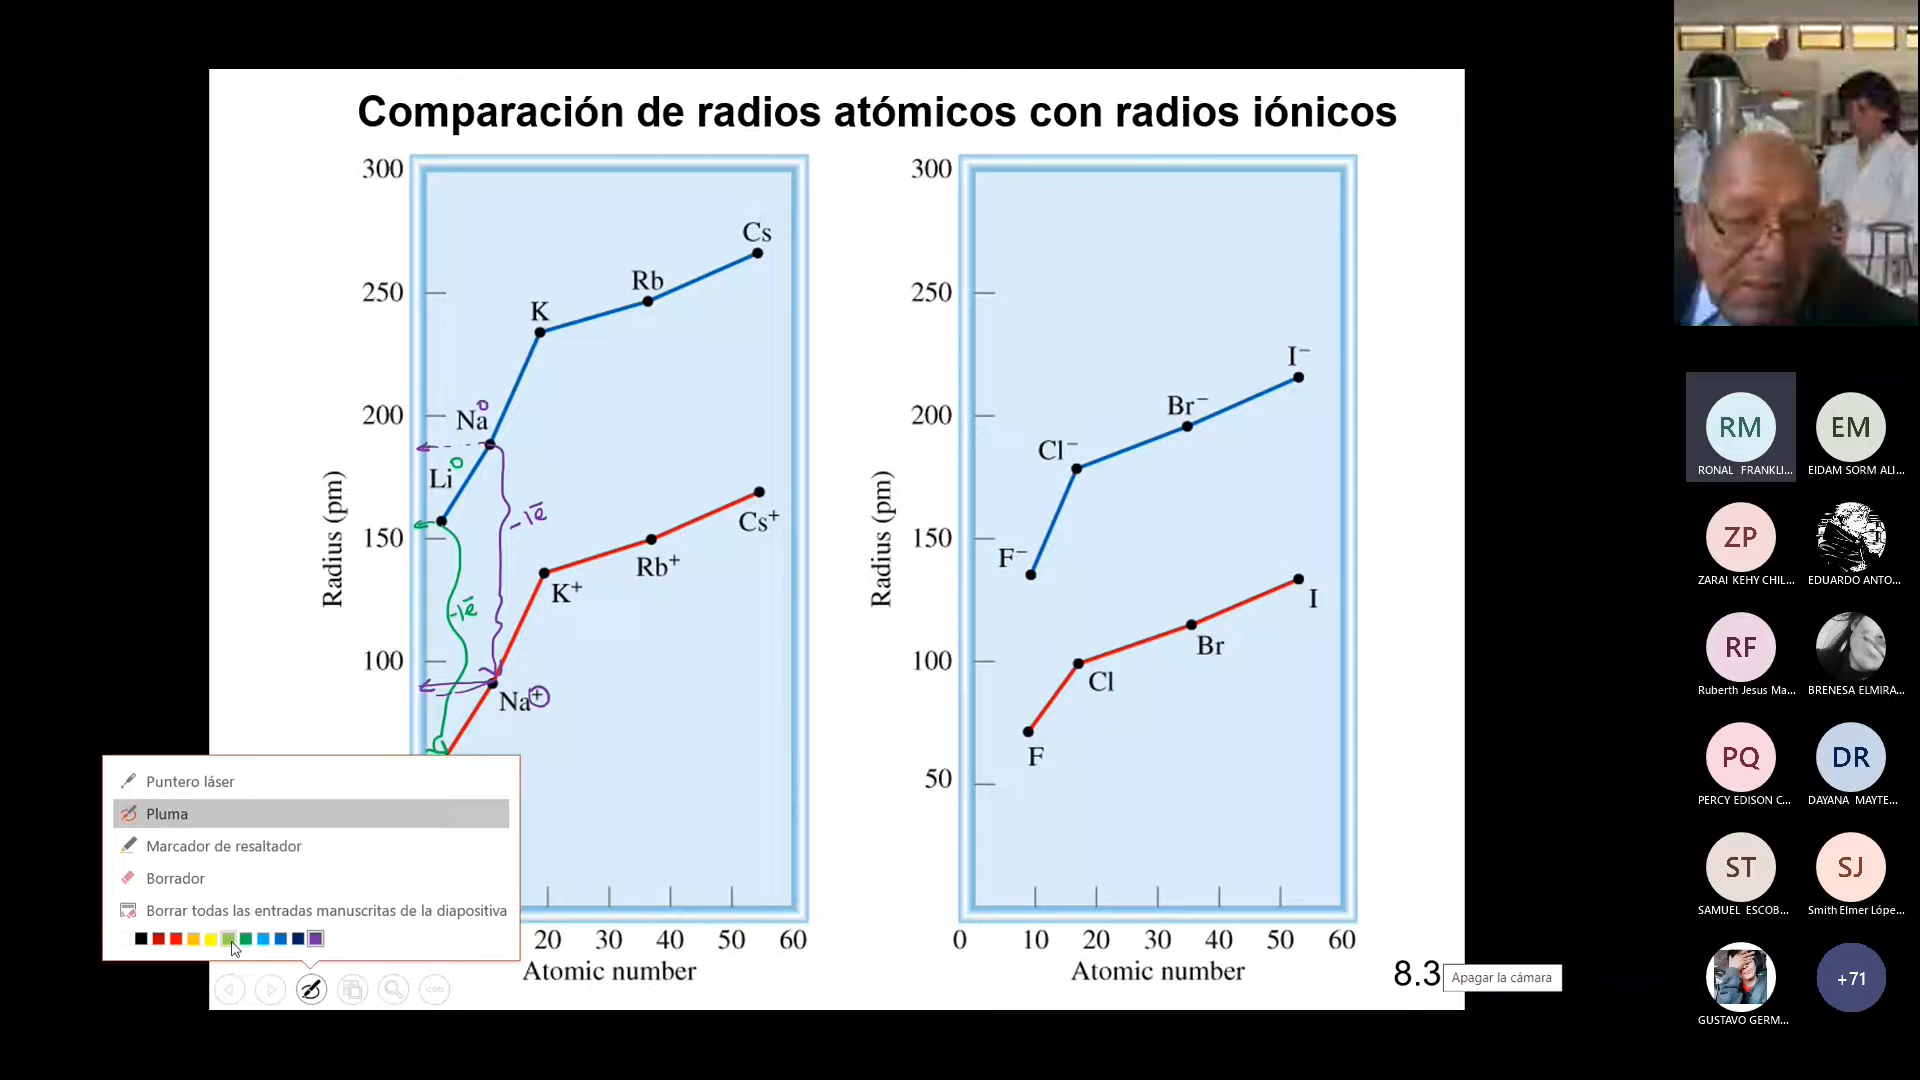 Comparación de radios atómicos con radios iónicos
300
250
200
150
100
Radius (pm)
Cs
Rb
K
Na⁰
Li⁰
-1e̅
-1e̅
Cs⁺
Rb⁺
K⁺
Na⁺
20 30 40 50 60
Atomic number
300
250
200
150
100
50
Radius (pm)
I⁻
Br⁻
Cl⁻
F⁻
I
Br
Cl
F
0 10 20 30 40 50 60
Atomic number
8.3
Apagar la cámara
Puntero láser
Pluma
Marcador de resaltador
Borrador
Borrar todas las entradas manuscritas de la diapositiva
RM EM
RONAL FRANKLI... EIDAM SORM ALI...
ZP
ZARAI KEHY CHIL... EDUARDO ANTO...
RF
Ruberth Jesus Ma... BRENESA ELMIRA...
PQ DR
PERCY EDISON C... DAYANA MAYTE...
ST SJ
SAMUEL ESCOB... Smith Elmer Lópe...
+71
GUSTAVO GERM...